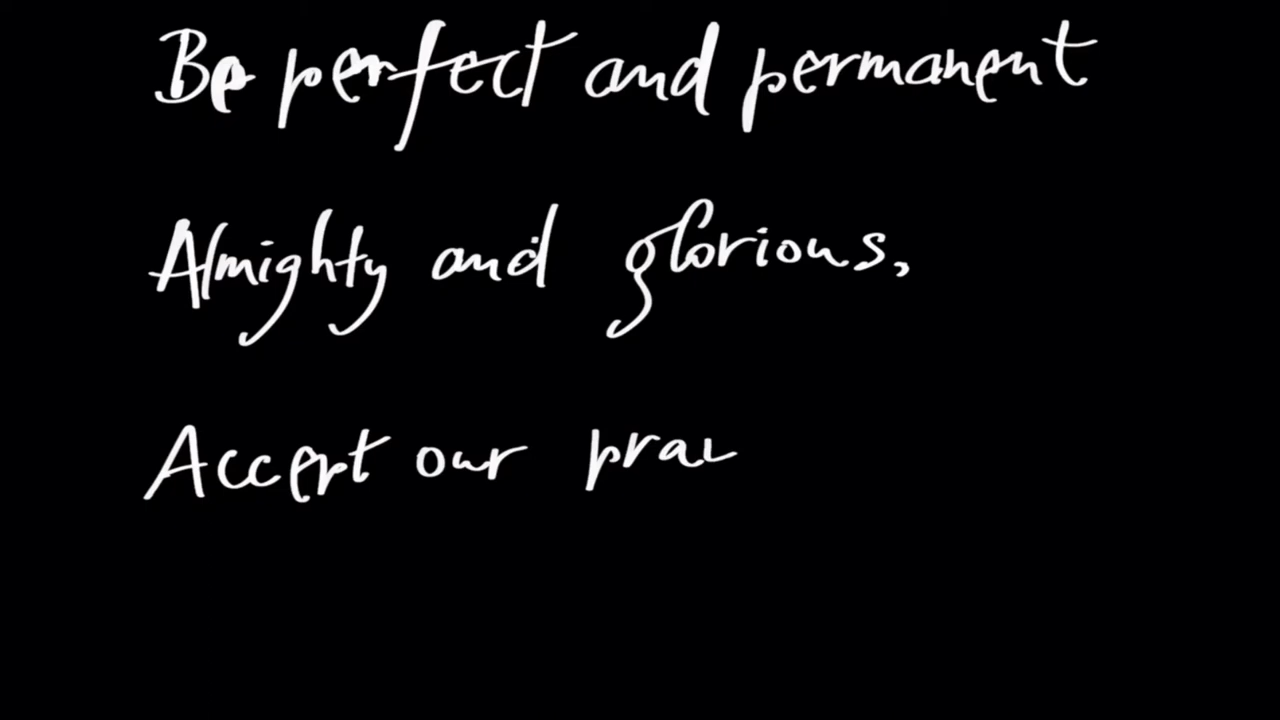 Be perfect and permanent
Almighty and glorious,
Accept our